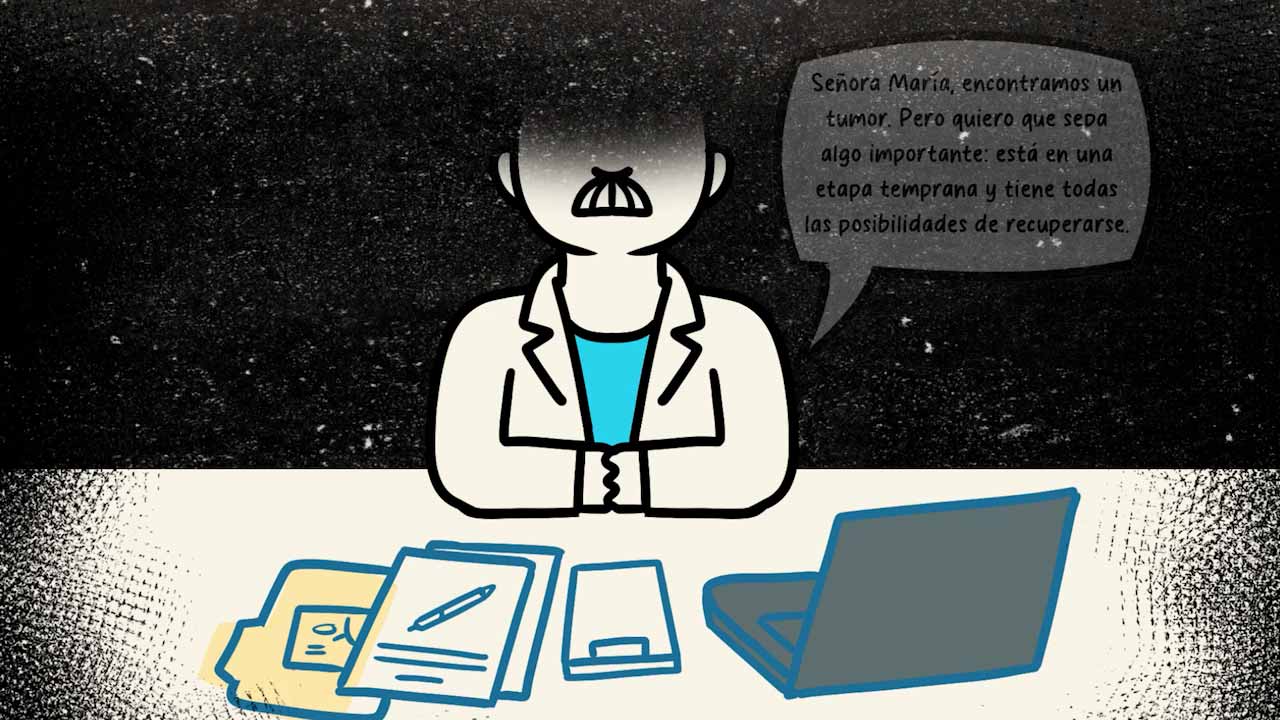 Señora María, encontramos un
tumor. Pero quiero que sepa
algo importante: está en una
etapa temprana y tiene todas
las posibilidades de recuperarse.